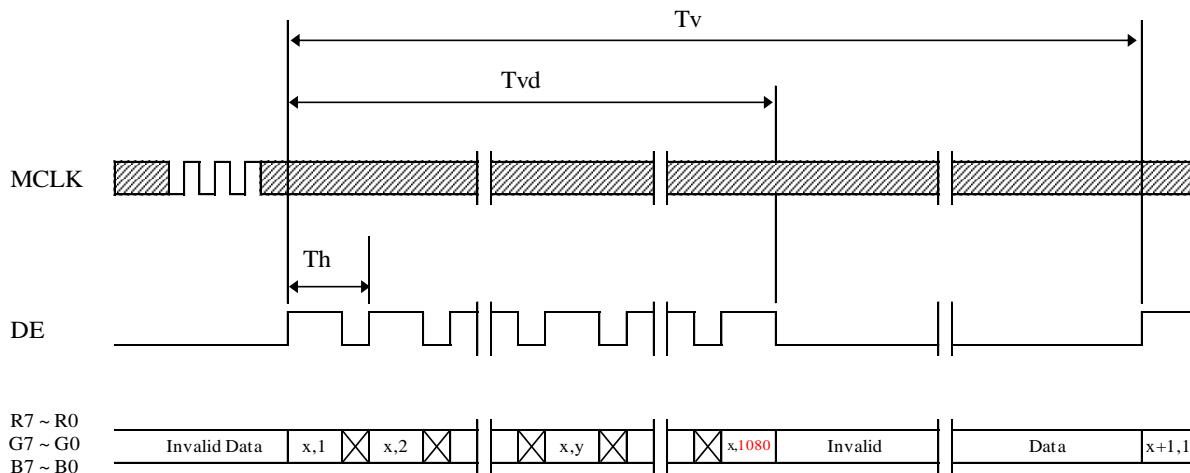 Tv
Tvd
MCLK
Th
DE
R7 ~ R0
G7 ~ G0
B7 ~ B0
Invalid Data
x,1
x,2
x,y
x,1080
Invalid
Data
x+1,1